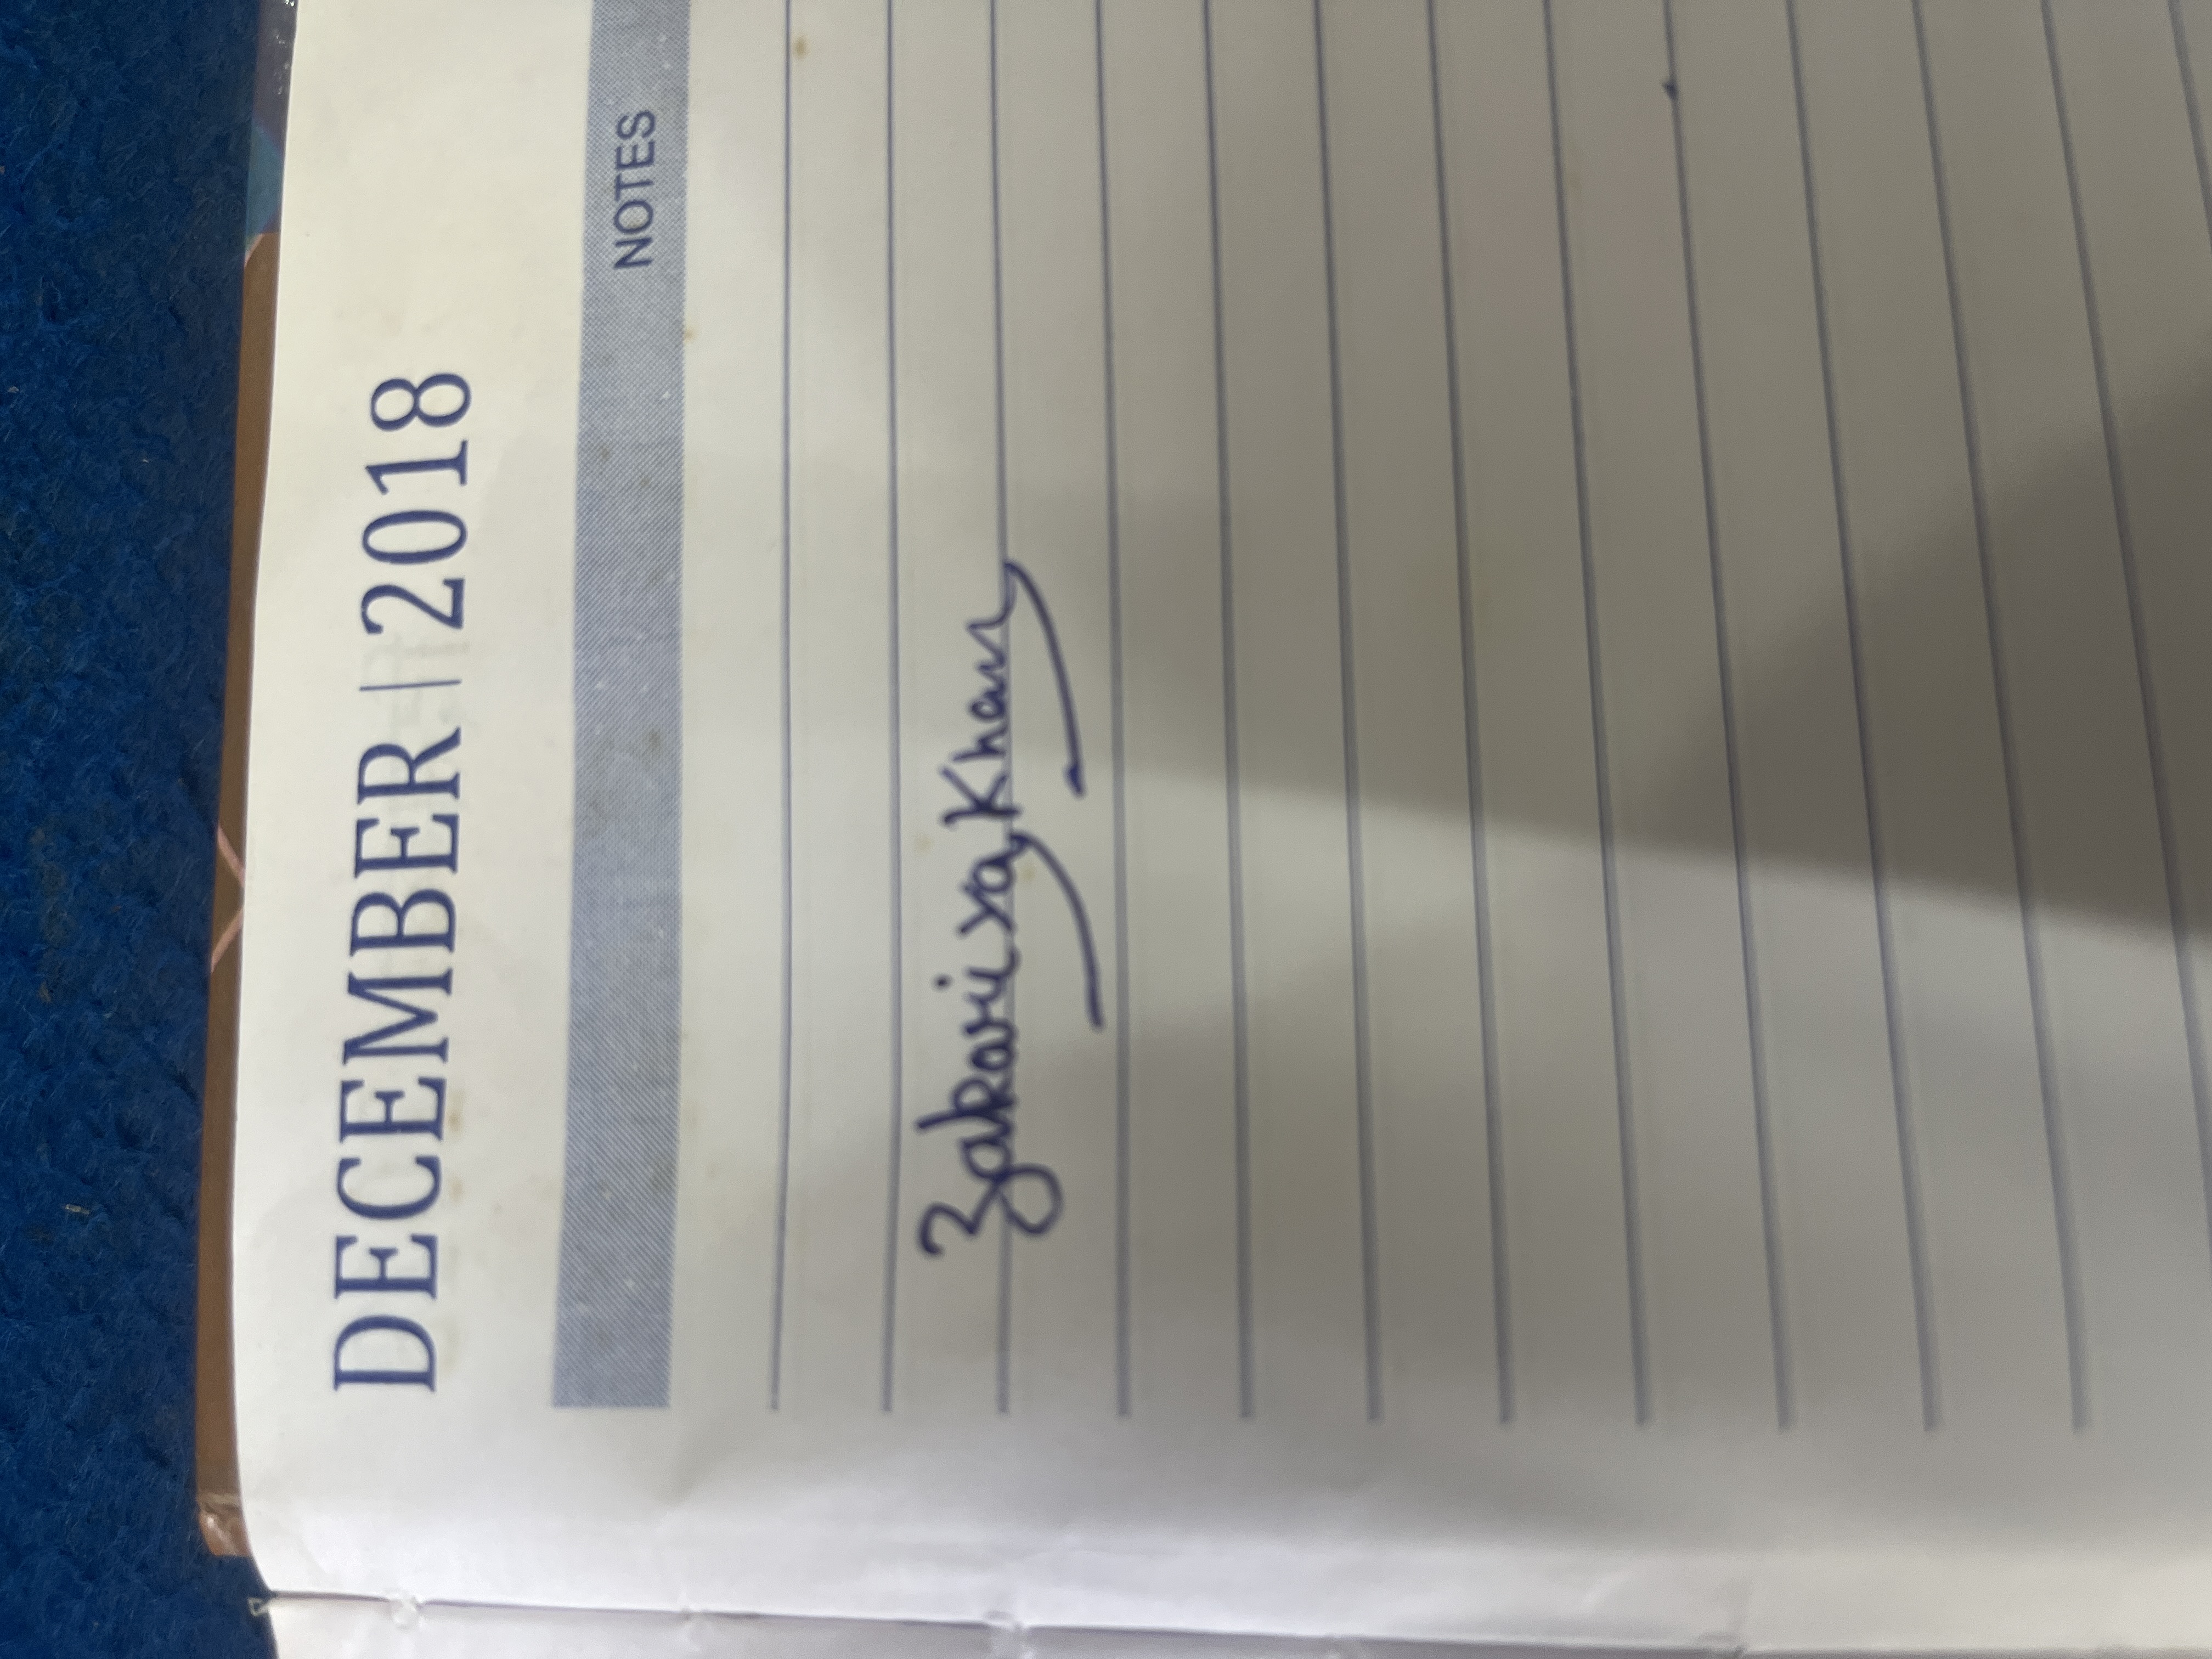 DECEMBER | 2018
NOTES
Zakariya Khan